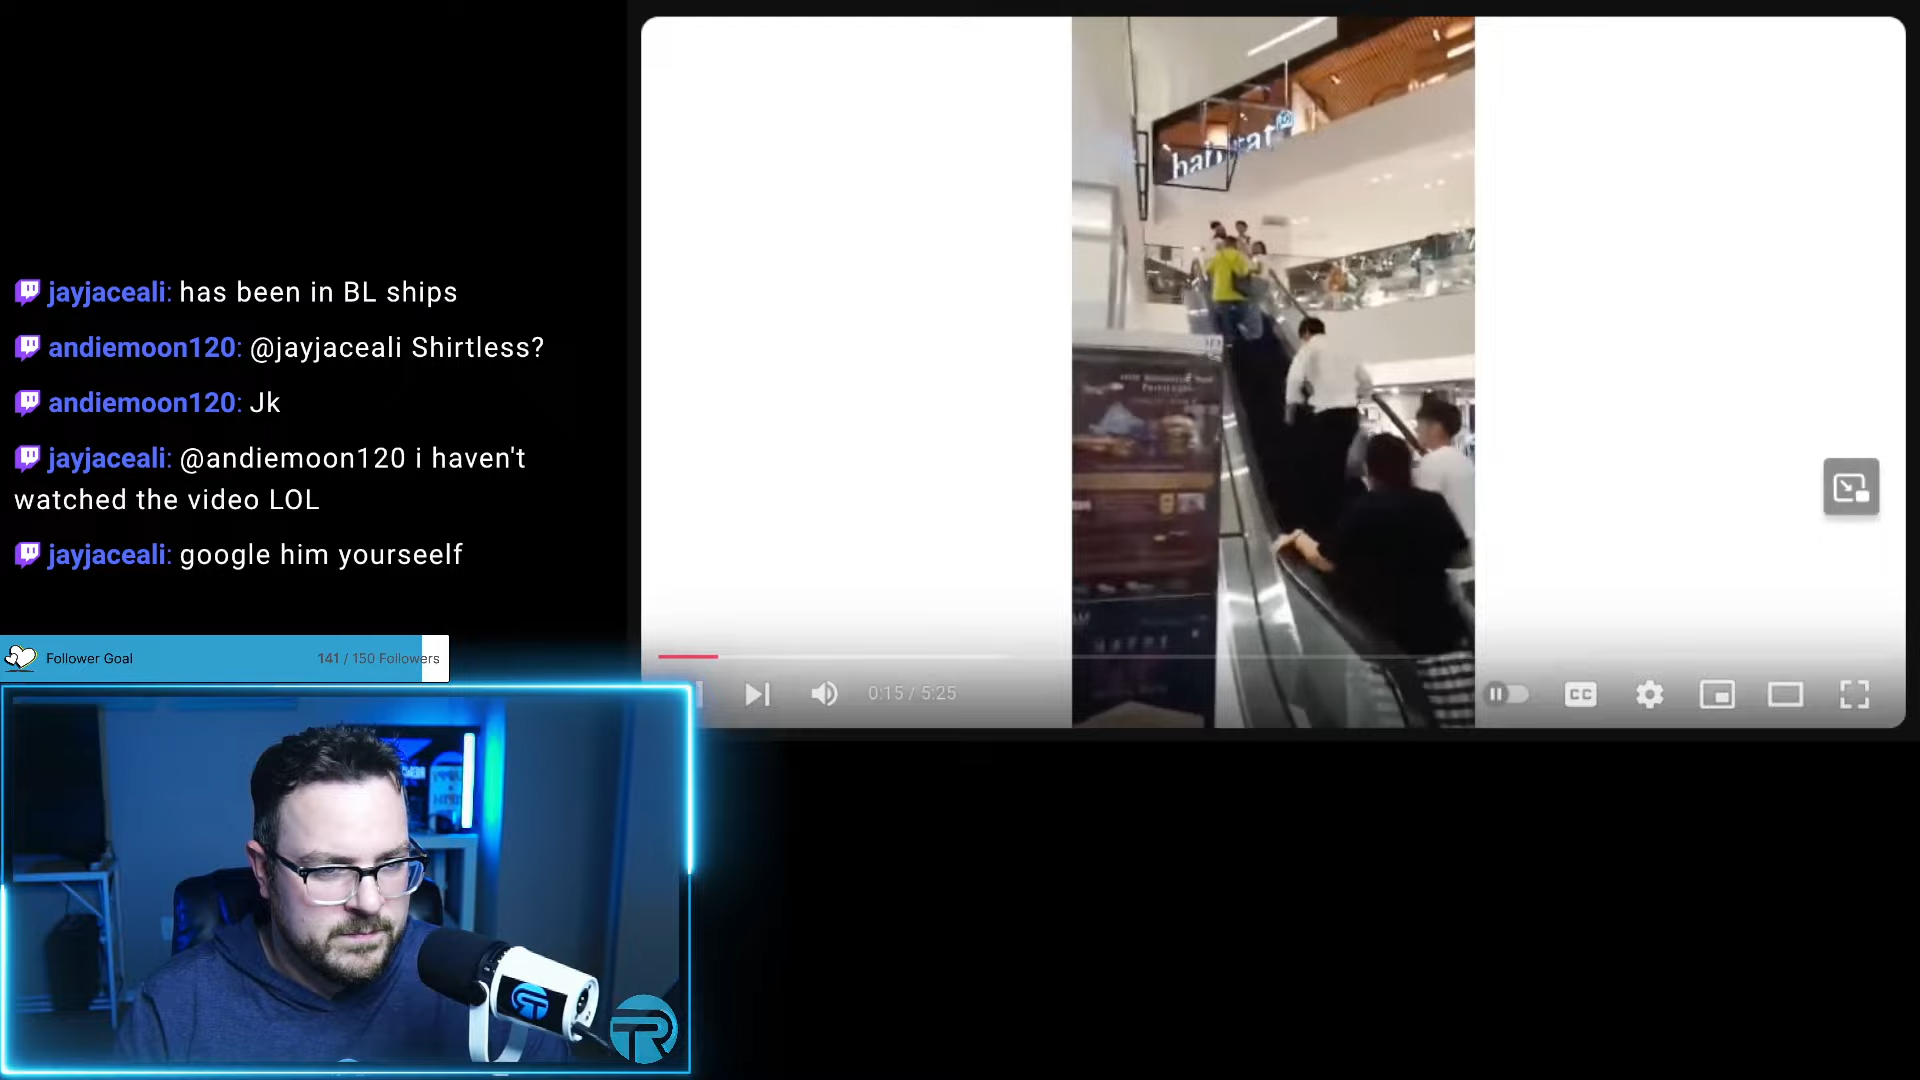 habitat
jayjaceali: has been in BL ships
andiemoon120: @jayjaceali Shirtless?
andiemoon120: Jk
jayjaceali: @andiemoon120 i haven't
watched the video LOL
jayjaceali: google him yourseelf
Follower Goal 141 / 150 Followers
0:15 / 5:25
CC